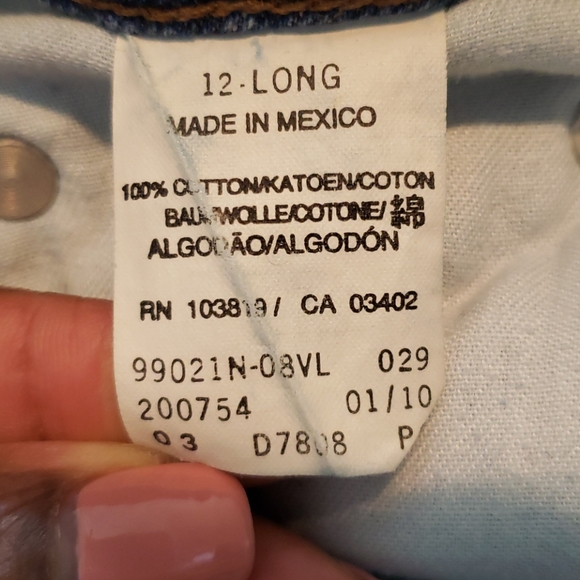 12-LONG
MADE IN MEXICO
100% COTTON/KATOEN/COTON
BAUMWOLLE/COTONE/綿
ALGODÃO/ALGODÓN
RN 103819/ CA 03402
99021N-08VL 029
200754 01/10
03 D7808 P